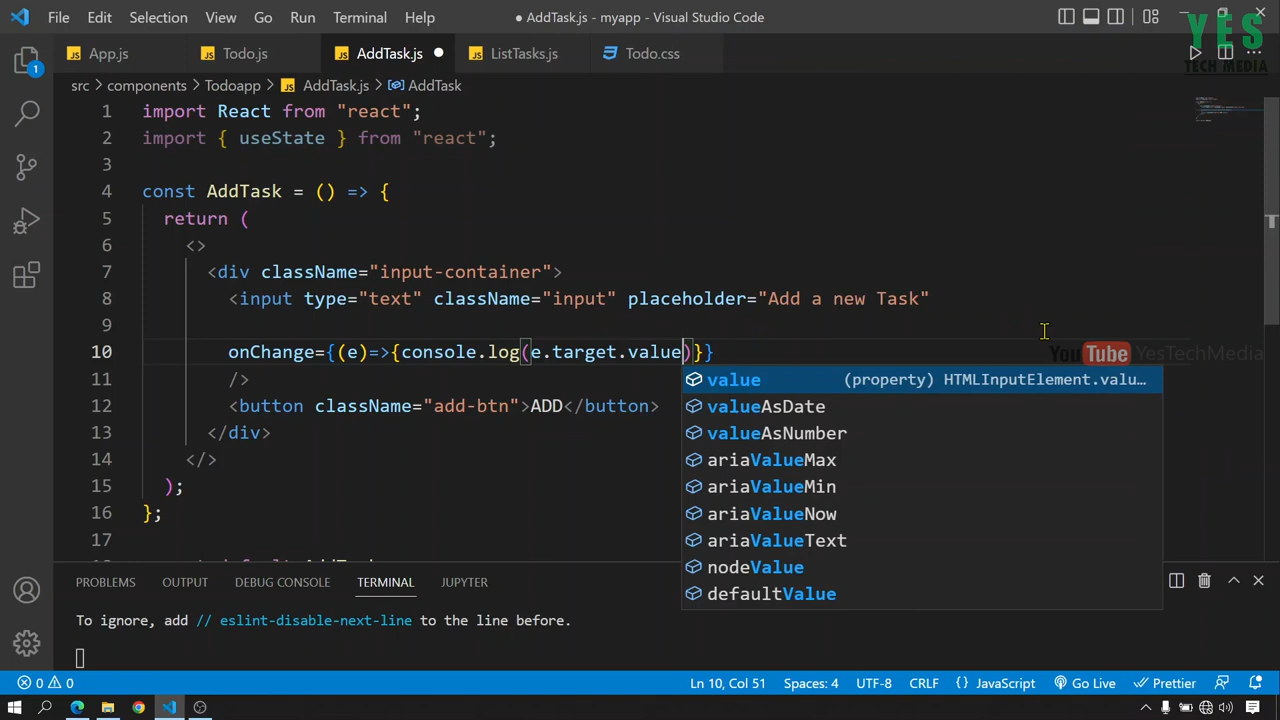 File Edit Selection View Go Run Terminal Help ● AddTask.js - myapp - Visual Studio Code
YES
TECH MEDIA
App.js Todo.js AddTask.js ListTasks.js Todo.css
1
src > components > Todoapp > AddTask.js > AddTask
1 import React from "react";
2 import { useState } from "react";
3
4 const AddTask = () => {
5 return (
6 <>
7 <div className="input-container">
8 <input type="text" className="input" placeholder="Add a new Task"
9
10 onChange={(e)=>{console.log(e.target.value)}}
You Tube YesTechMedia
11 />
12 <button className="add-btn">ADD</button>
13 </div>
14 </>
15 );
16 };
17
value (property) HTMLInputElement.valu…
valueAsDate
valueAsNumber
ariaValueMax
ariaValueMin
ariaValueNow
ariaValueText
nodeValue
defaultValue
PROBLEMS OUTPUT DEBUG CONSOLE TERMINAL JUPYTER
To ignore, add // eslint-disable-next-line to the line before.
0 0 Ln 10, Col 51 Spaces: 4 UTF-8 CRLF {} JavaScript Go Live Prettier